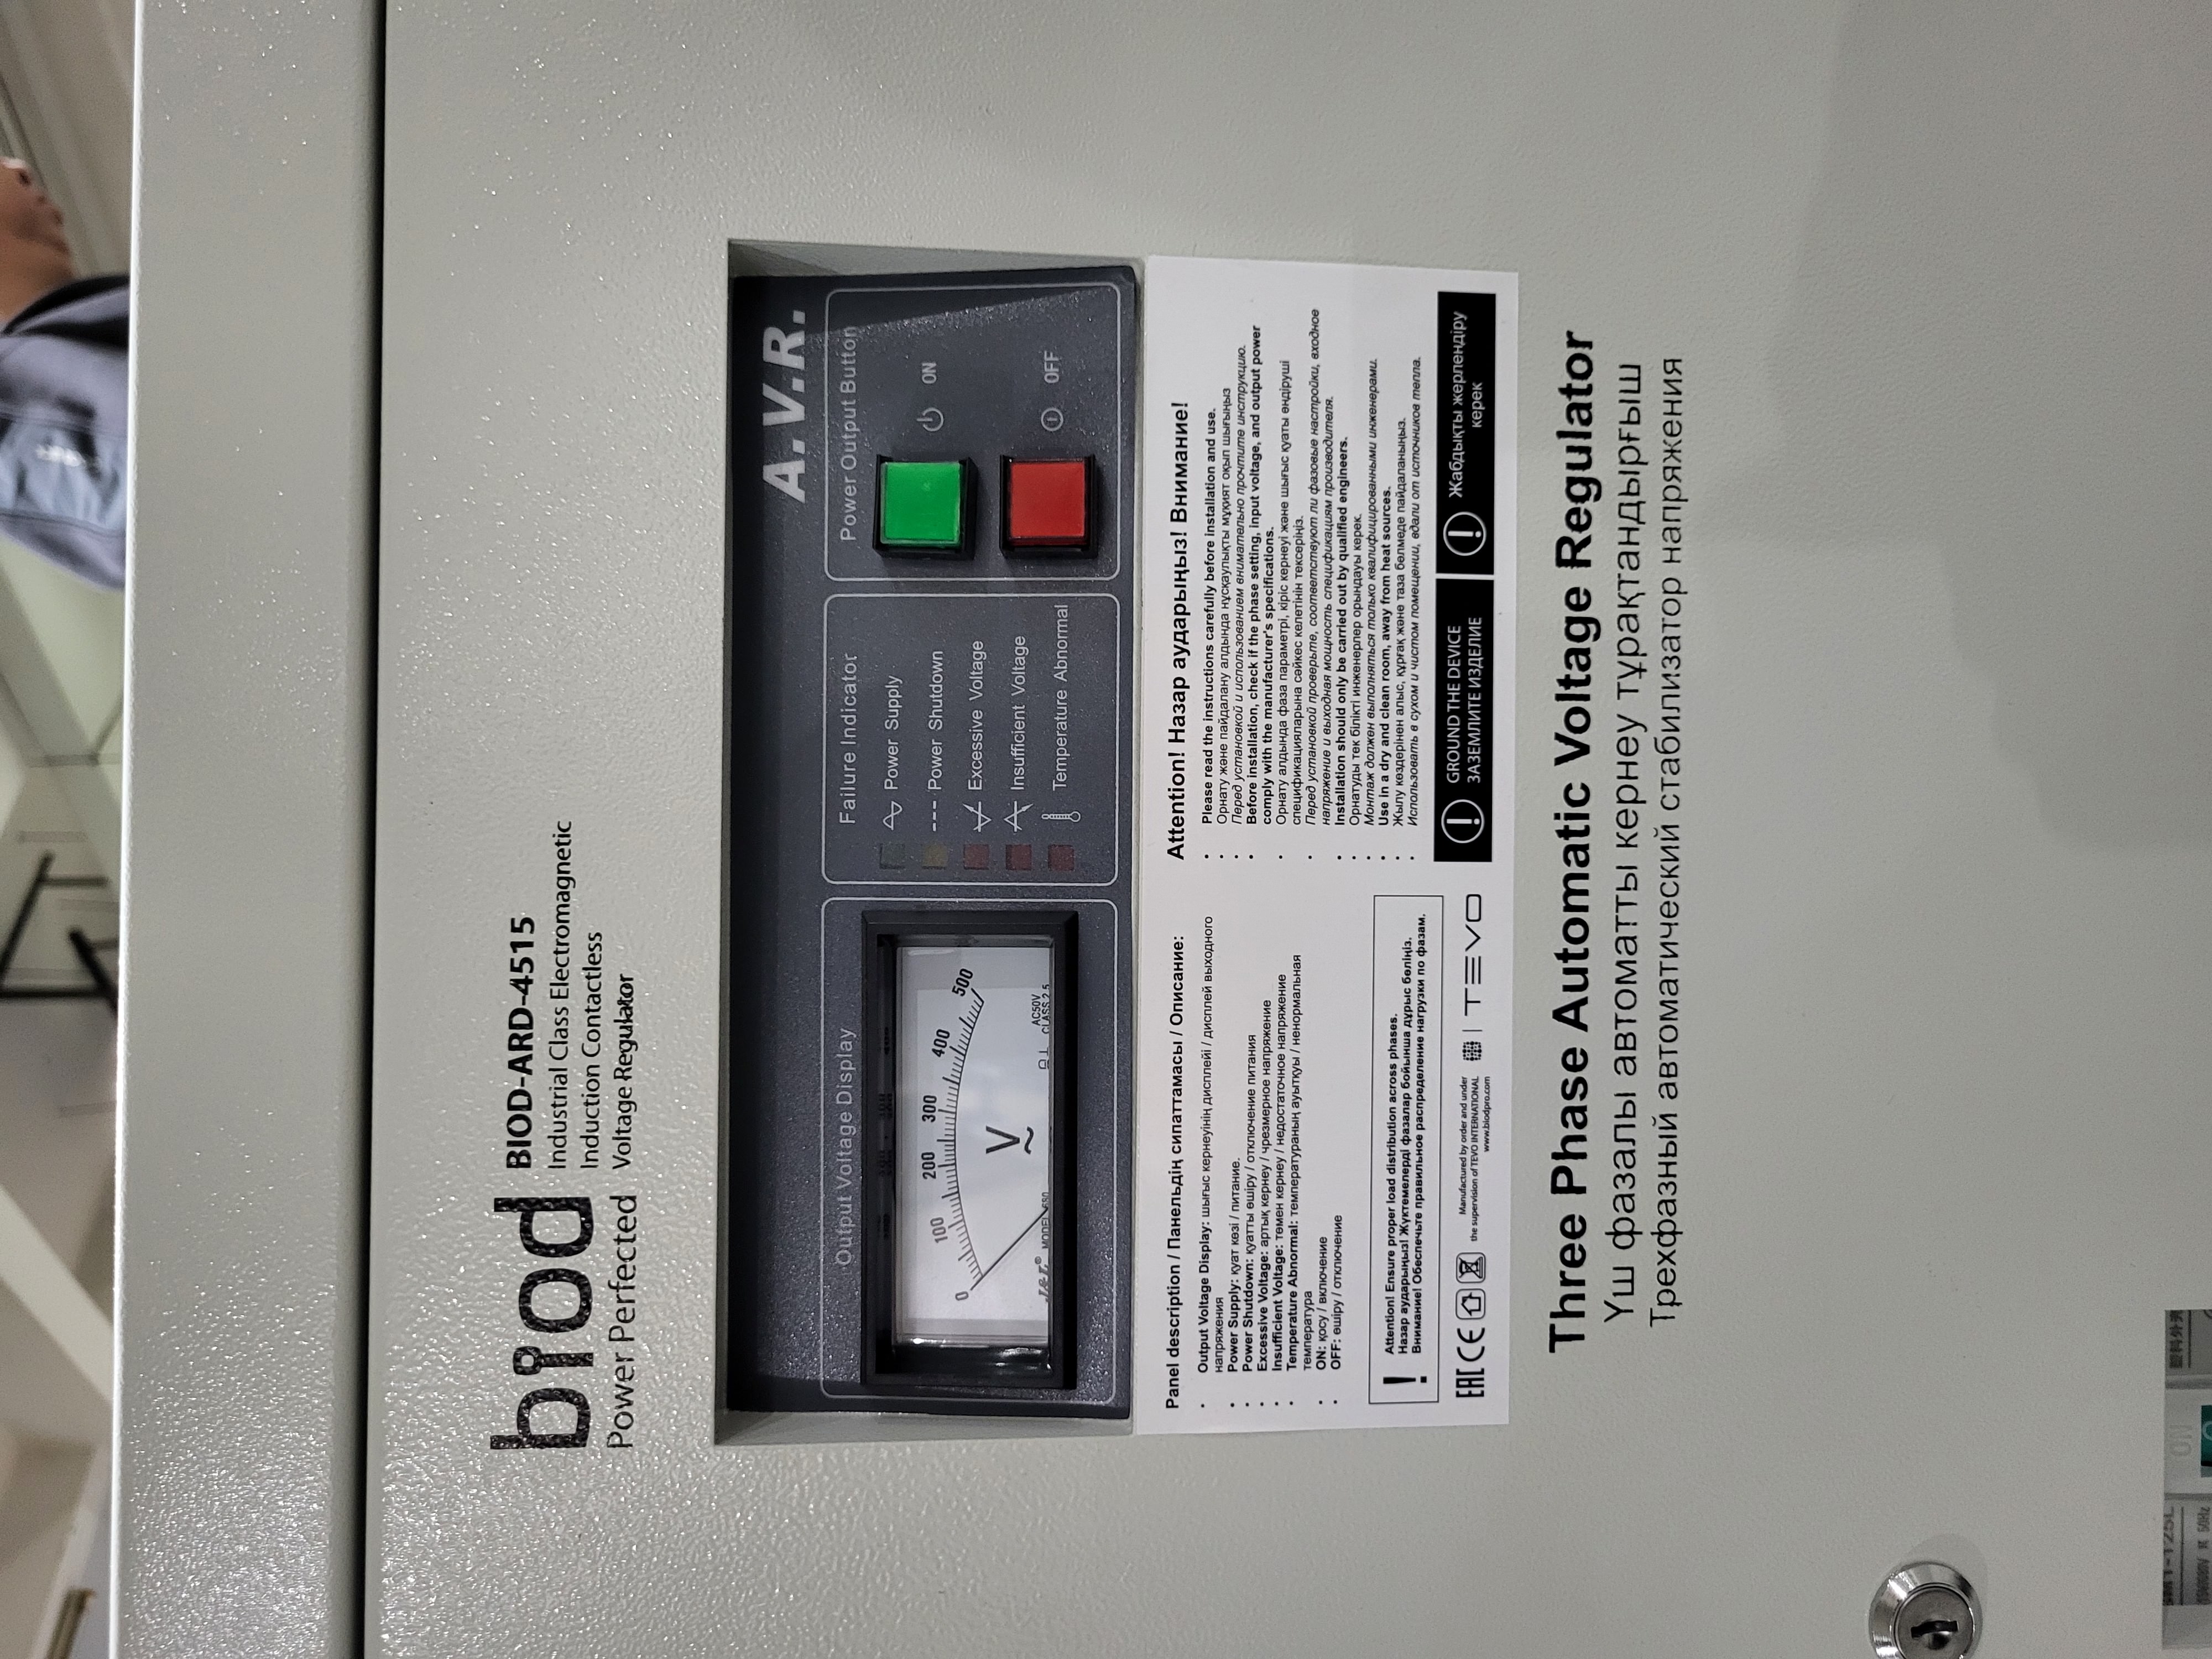 biod
Power Perfected
BIOD-ARD-4515
Industrial Class Electromagnetic
Induction Contactless
Voltage Regulator
A.V.R.
Output Voltage Display
0 100 200 300 400 500
V
~
J&L® MODEL
AC50V
CLASS 2.5
Failure Indicator
Power Supply
Power Shutdown
Excessive Voltage
Insufficient Voltage
Temperature Abnormal
Power Output Button
ON
OFF
Panel description / Панельдің сипаттамасы / Описание:
• Output Voltage Display: шығыс кернеуінің дисплейі / дисплей выходного
напряжения
• Power Supply: қуат көзі / питание.
• Power Shutdown: қуатты өшіру / отключение питания
• Excessive Voltage: артық кернеу / чрезмерное напряжение
• Insufficient Voltage: төмен кернеу / недостаточное напряжение
• Temperature Abnormal: температураның ауытқуы / ненормальная
температура
• ON: қосу / включение
• OFF: өшіру / отключение
! Attention! Ensure proper load distribution across phases.
Назар аударыңыз! Жүктемелерді фазалар бойынша дұрыс бөліңіз.
Внимание! Обеспечьте правильное распределение нагрузки по фазам.
EAC CE
Manufactured by order and under
the supervision of TEVO INTERNATIONAL
www.biodpro.com
TEVO
Attention! Назар аударыңыз! Внимание!
• Please read the instructions carefully before installation and use.
• Орнату және пайдалану алдында нұсқаулықты мұқият оқып шығыңыз
• Перед установкой и использованием внимательно прочтите инструкцию.
• Before installation, check if the phase setting, input voltage, and output power
comply with the manufacturer's specifications.
• Орнату алдында фаза параметрі, кіріс кернеуі және шығыс қуаты өндіруші
спецификацияларына сәйкес келетінін тексеріңіз.
• Перед установкой проверьте, соответствуют ли фазовые настройки, входное
напряжение и выходная мощность спецификациям производителя.
• Installation should only be carried out by qualified engineers.
• Орнатуды тек білікті инженерлер орындауы керек.
• Монтаж должен выполняться только квалифицированными инженерами.
• Use in a dry and clean room, away from heat sources.
• Жылу көздерінен алыс, құрғақ және таза бөлмеде пайдаланыңыз.
• Использовать в сухом и чистом помещении, вдали от источников тепла.
GROUND THE DEVICE
ЗАЗЕМЛИТЕ ИЗДЕЛИЕ
Жабдықты жерлендіру
керек
Three Phase Automatic Voltage Regulator
Үш фазалы автоматты кернеу тұрақтандырғыш
Трехфазный автоматический стабилизатор напряжения
ON
50Hz